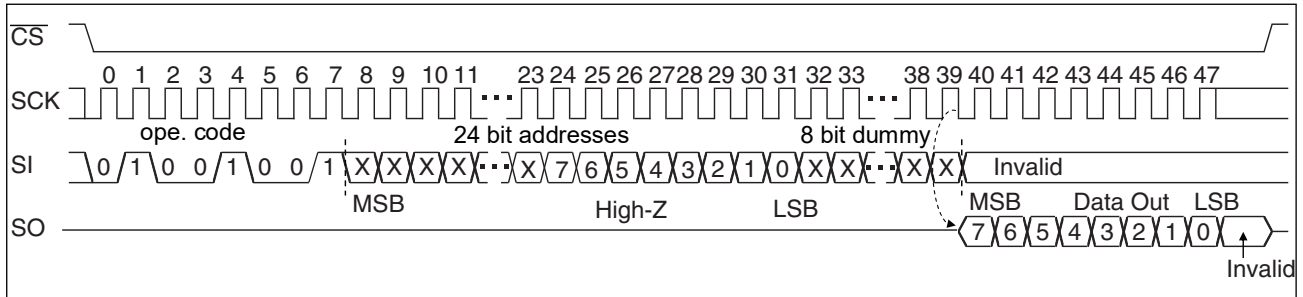 CS
0 1 2 3 4 5 6 7 8 9 10 11 23 24 25 26 27 28 29 30 31 32 33 38 39 40 41 42 43 44 45 46 47
SCK ... ... 
ope. code 24 bit addresses 8 bit dummy
SI 0 1 0 0 1 0 0 1 X X X X ... X 7 6 5 4 3 2 1 0 X X ... X X Invalid
MSB High-Z LSB MSB Data Out LSB
SO 7 6 5 4 3 2 1 0
Invalid